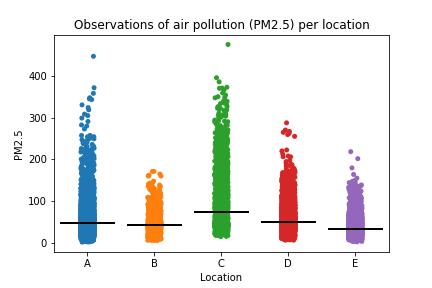 Observations of air pollution (PM2.5) per location
400
300
200
100
0
PM2.5
A B C D E
Location